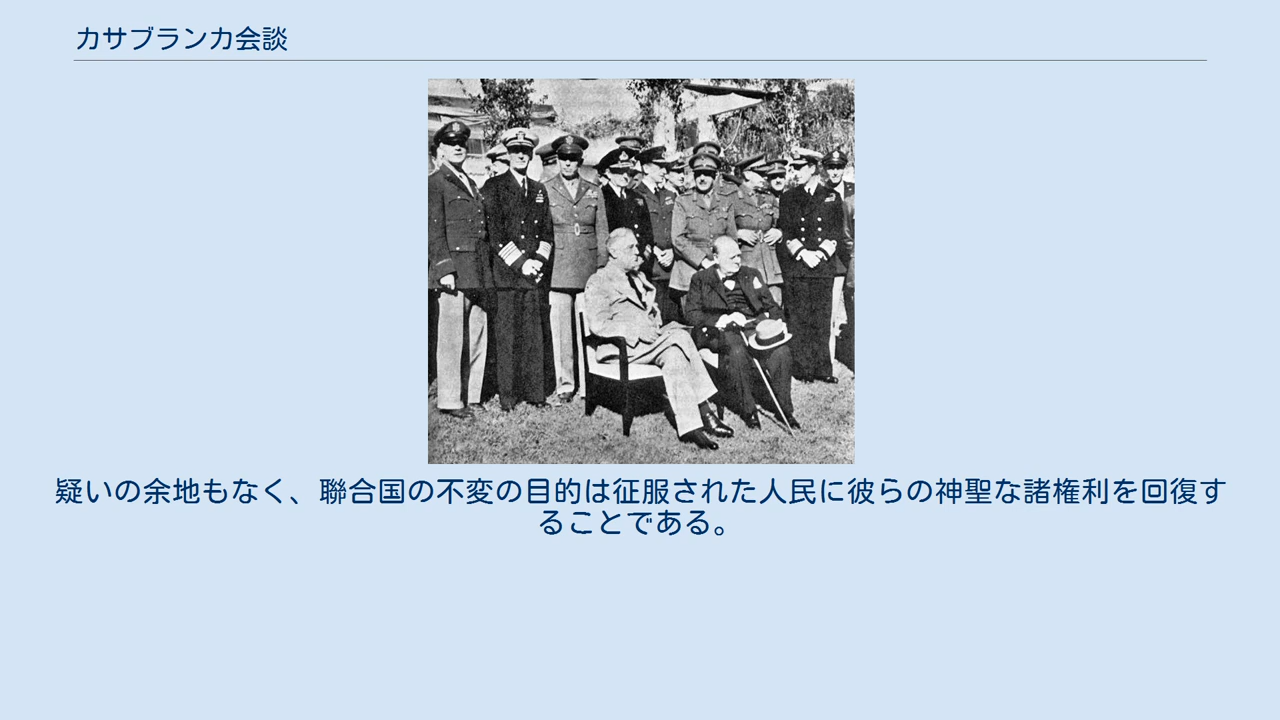 カサブランカ会談
疑いの余地もなく、聯合国の不変の目的は征服された人民に彼らの神聖な諸権利を回復す
ることである。